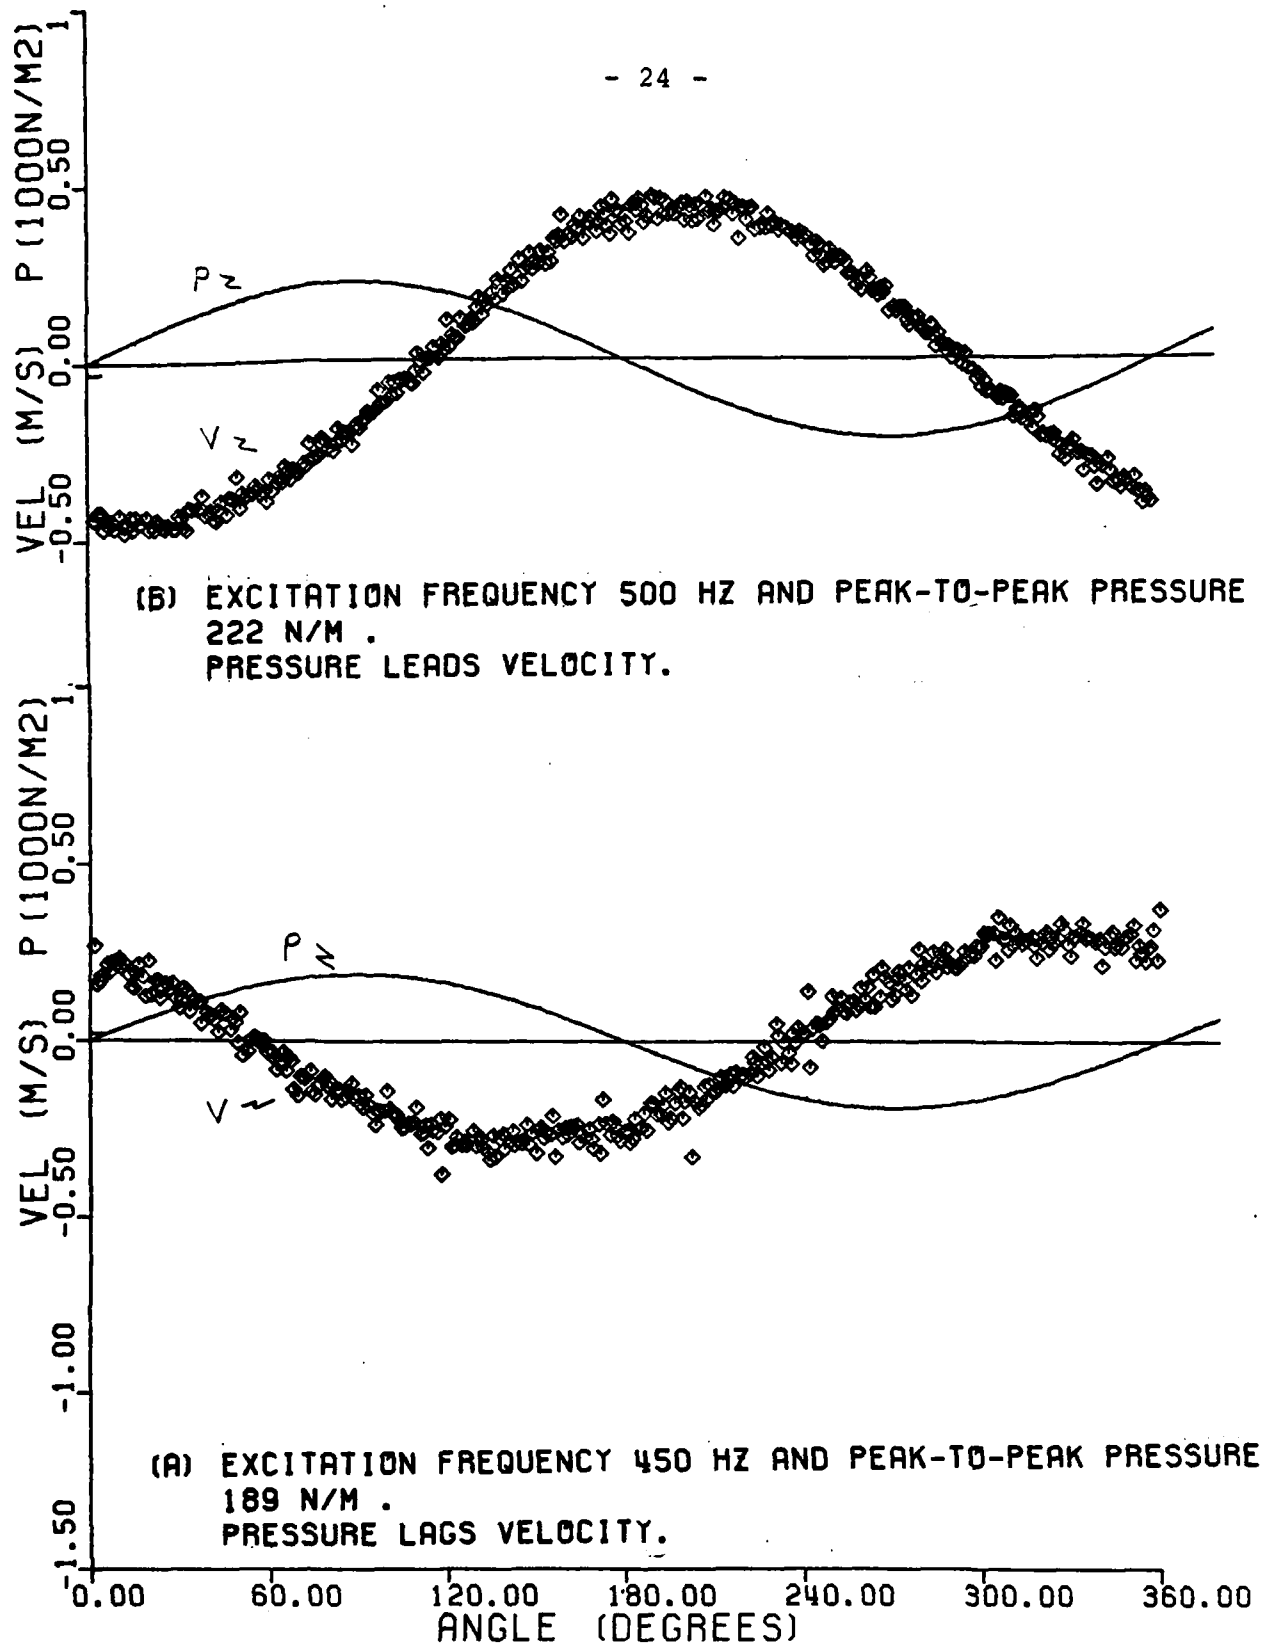 - 24 -
VEL (M/S) P (1000N/M2)
1
0.50
0.00
-0.50
P
V
(B) EXCITATION FREQUENCY 500 HZ AND PEAK-TO-PEAK PRESSURE
222 N/M .
PRESSURE LEADS VELOCITY.
VEL (M/S) P (1000N/M2)
1
0.50
0.00
-0.50
-1.00
-1.50
P
V
(A) EXCITATION FREQUENCY 450 HZ AND PEAK-TO-PEAK PRESSURE
189 N/M .
PRESSURE LAGS VELOCITY.
0.00 60.00 120.00 180.00 240.00 300.00 360.00
ANGLE (DEGREES)